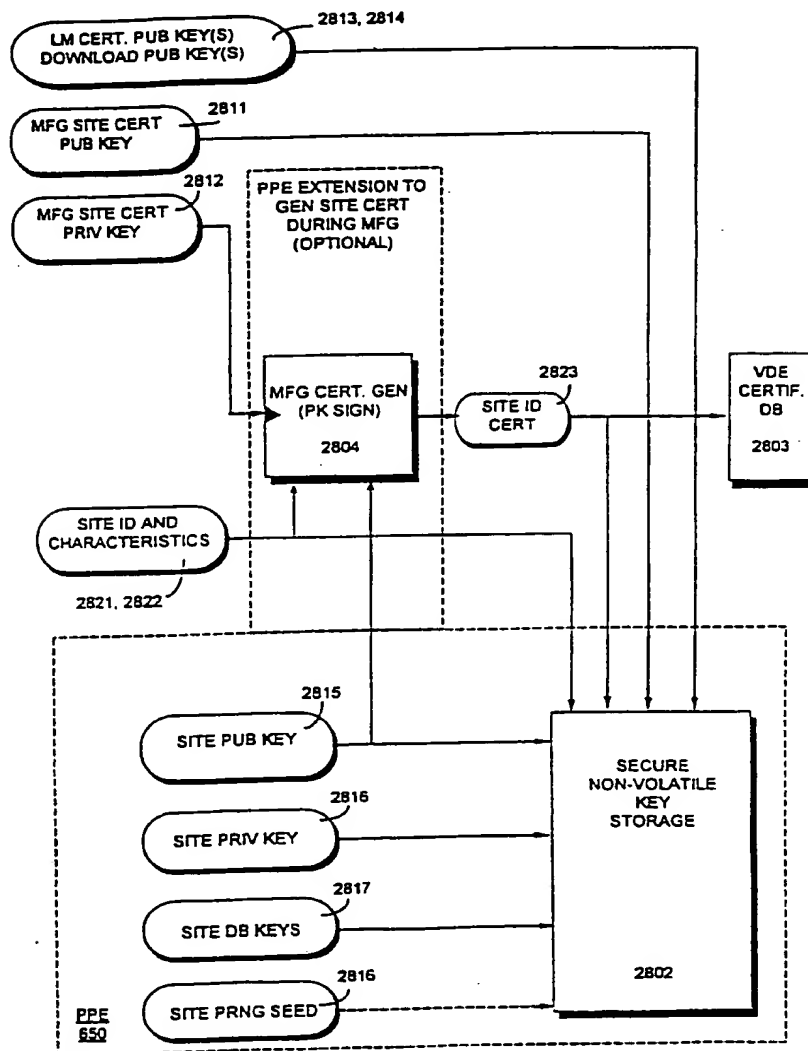 2813, 2814
LM CERT. PUB KEY(S)
DOWNLOAD PUB KEY(S)
2811
MFG SITE CERT
PUB KEY
2812
MFG SITE CERT
PRIV KEY
PPE EXTENSION TO
GEN SITE CERT
DURING MFG
(OPTIONAL)
MFG CERT. GEN
(PK SIGN)
2804
2823
SITE ID
CERT
VDE
CERTIF.
DB
2803
SITE ID AND
CHARACTERISTICS
2821, 2822
2815
SITE PUB KEY
2816
SITE PRIV KEY
2817
SITE DB KEYS
2816
SITE PRNG SEED
SECURE
NON-VOLATILE
KEY
STORAGE
2802
PPE
650